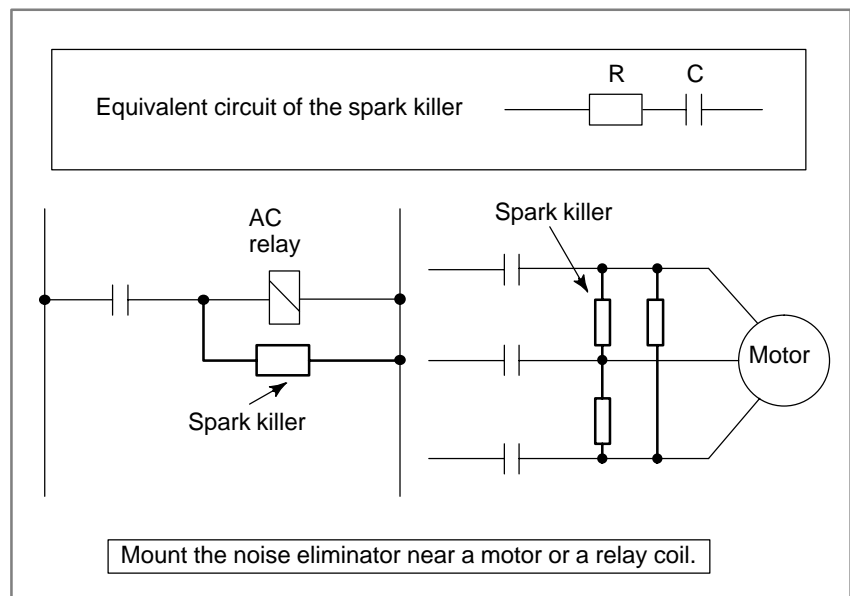 R C
Equivalent circuit of the spark killer
AC
relay
Spark killer
Spark killer
Motor
Mount the noise eliminator near a motor or a relay coil.